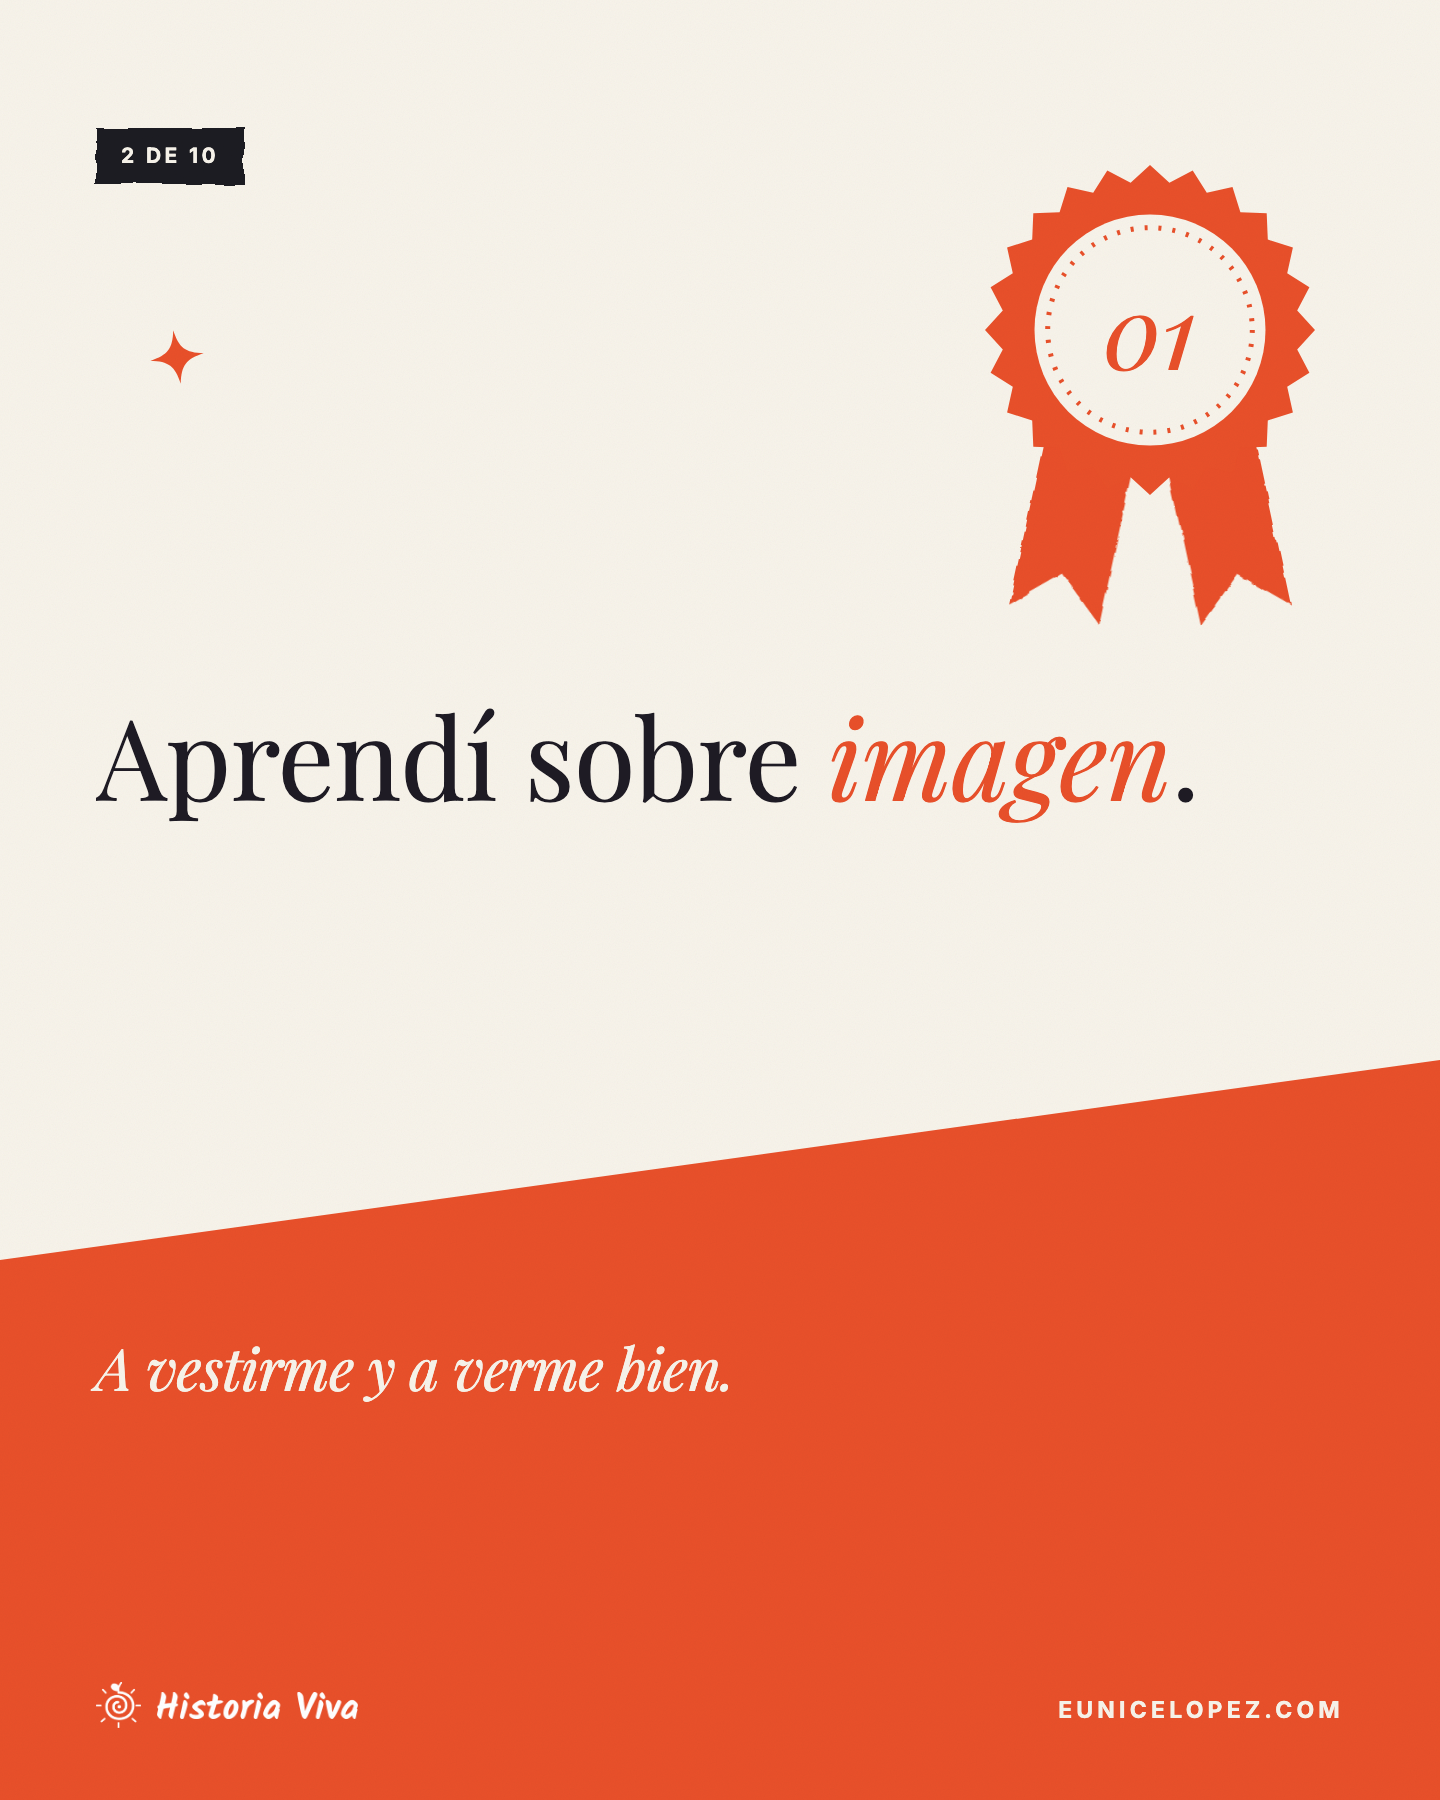 2 DE 10
01
Aprendí sobre imagen.
A vestirme y a verme bien.
Historia Viva
EUNICELOPEZ.COM